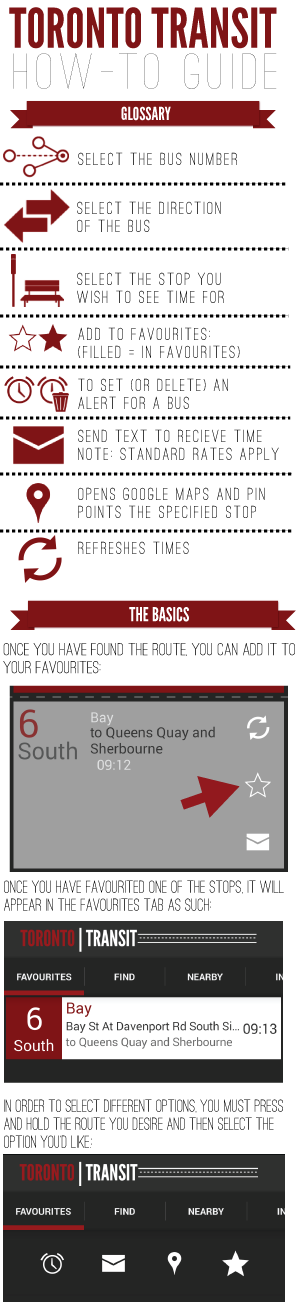 TORONTO TRANSIT
HOW-TO GUIDE
GLOSSARY
SELECT THE BUS NUMBER
SELECT THE DIRECTION
OF THE BUS
SELECT THE STOP YOU
WISH TO SEE TIME FOR
ADD TO FAVOURITES:
(FILLED = IN FAVOURITES)
TO SET (OR DELETE) AN
ALERT FOR A BUS
SEND TEXT TO RECIEVE TIME
NOTE: STANDARD RATES APPLY
OPENS GOOGLE MAPS AND PIN
POINTS THE SPECIFIED STOP
REFRESHES TIMES
THE BASICS
ONCE YOU HAVE FOUND THE ROUTE, YOU CAN ADD IT TO
YOUR FAVOURITES:
6
South
Bay
to Queens Quay and
Sherbourne
09:12
ONCE YOU HAVE FAVOURITED ONE OF THE STOPS, IT WILL
APPEAR IN THE FAVOURITES TAB AS SUCH:
TORONTO | TRANSIT
FAVOURITES FIND NEARBY IN
6
South
Bay
Bay St At Davenport Rd South Si... 09:13
to Queens Quay and Sherbourne
IN ORDER TO SELECT DIFFERENT OPTIONS, YOU MUST PRESS
AND HOLD THE ROUTE YOU DESIRE AND THEN SELECT THE
OPTION YOU'D LIKE:
TORONTO | TRANSIT
FAVOURITES FIND NEARBY IN